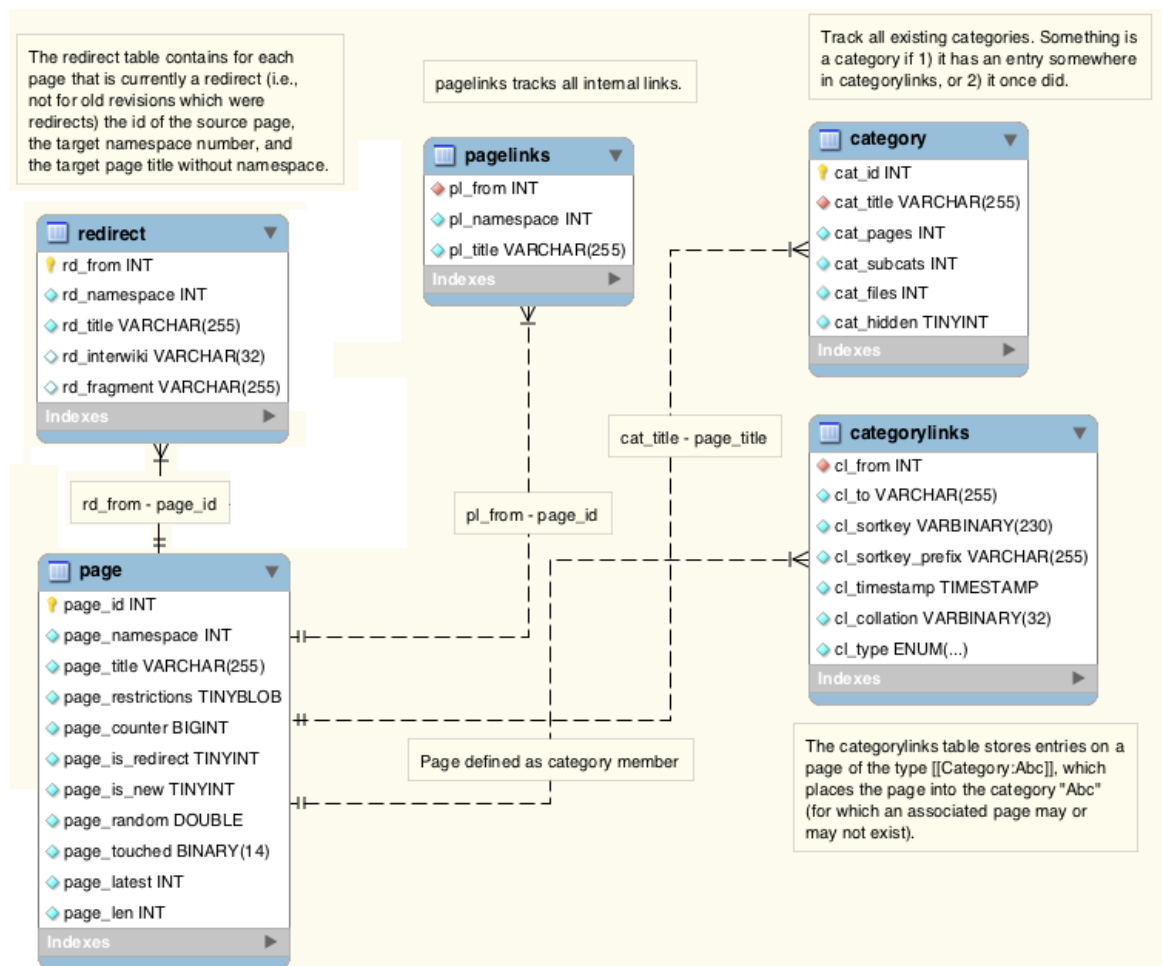 The redirect table contains for each
page that is currently a redirect (i.e.,
not for old revisions which were
redirects) the id of the source page,
the target namespace number, and
the target page title without namespace.
pagelinks tracks all internal links.
Track all existing categories. Something is
a category if 1) it has an entry somewhere
in categorylinks, or 2) it once did.
redirect
rd_from INT
rd_namespace INT
rd_title VARCHAR(255)
rd_interwiki VARCHAR(32)
rd_fragment VARCHAR(255)
Indexes
pagelinks
pl_from INT
pl_namespace INT
pl_title VARCHAR(255)
Indexes
category
cat_id INT
cat_title VARCHAR(255)
cat_pages INT
cat_subcats INT
cat_files INT
cat_hidden TINYINT
Indexes
rd_from - page_id
pl_from - page_id
cat_title - page_title
categorylinks
cl_from INT
cl_to VARCHAR(255)
cl_sortkey VARBINARY(230)
cl_sortkey_prefix VARCHAR(255)
cl_timestamp TIMESTAMP
cl_collation VARBINARY(32)
cl_type ENUM(...)
Indexes
page
page_id INT
page_namespace INT
page_title VARCHAR(255)
page_restrictions TINYBLOB
page_counter BIGINT
page_is_redirect TINYINT
page_is_new TINYINT
page_random DOUBLE
page_touched BINARY(14)
page_latest INT
page_len INT
Indexes
Page defined as category member
The categorylinks table stores entries on a
page of the type [[Category:Abc]], which
places the page into the category "Abc"
(for which an associated page may or
may not exist).